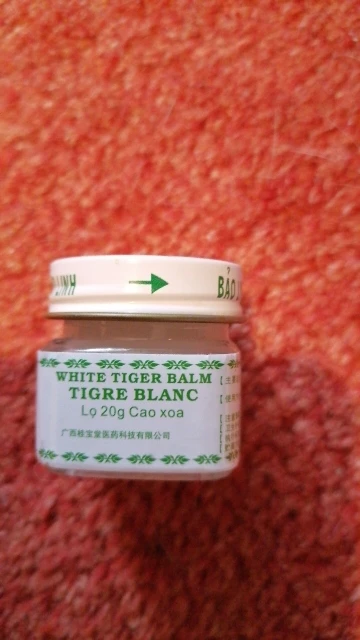 LINH → BẢO
WHITE TIGER BALM
TIGRE BLANC
Lọ 20g Cao xoa
广西桂宝堂医药科技有限公司